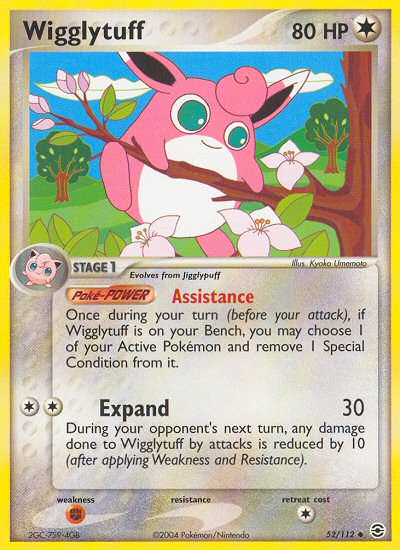 Wigglytuff 80 HP
Illus. Kyoko Umemoto
STAGE 1
Evolves from Jigglypuff
Poké-POWER Assistance
Once during your turn (before your attack), if
Wigglytuff is on your Bench, you may choose 1
of your Active Pokémon and remove 1 Special
Condition from it.
Expand 30
During your opponent's next turn, any damage
done to Wigglytuff by attacks is reduced by 10
(after applying Weakness and Resistance).
weakness resistance retreat cost
2GC-759-4GB ©2004 Pokémon/Nintendo 52/112